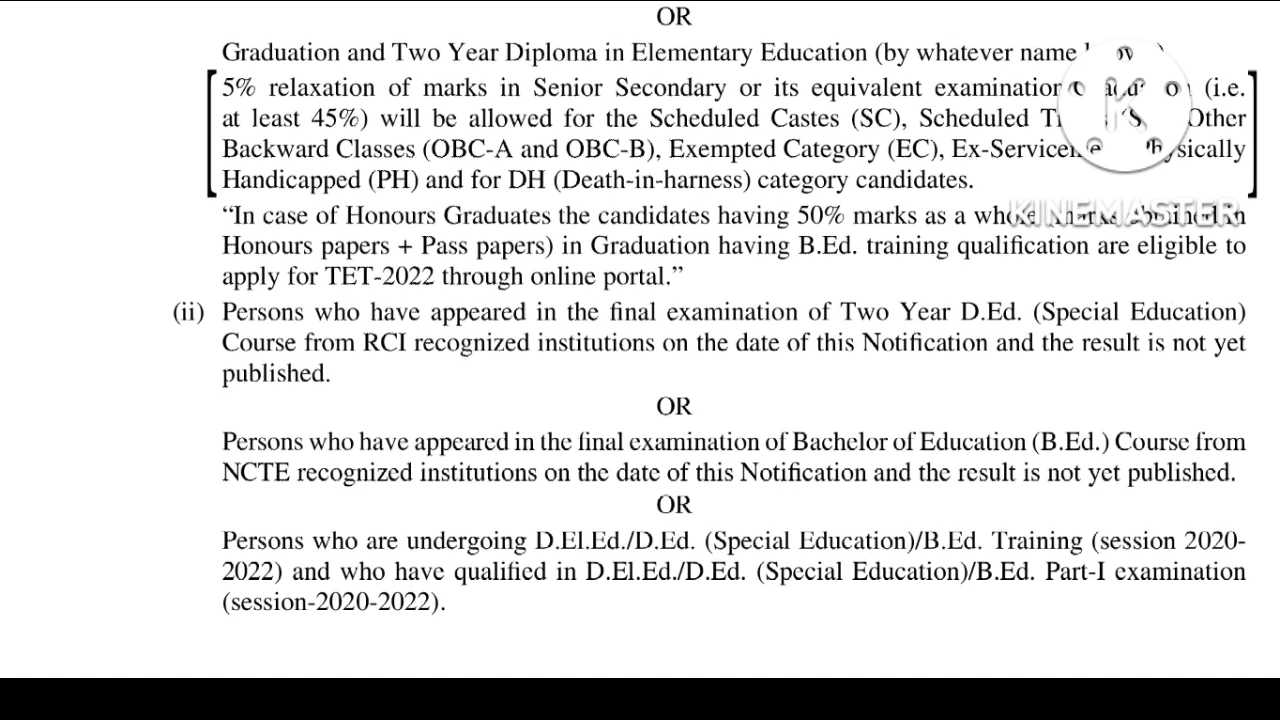 OR
Graduation and Two Year Diploma in Elementary Education (by whatever name
5% relaxation of marks in Senior Secondary or its equivalent examination (i.e.
at least 45%) will be allowed for the Scheduled Castes (SC), Scheduled Other
Backward Classes (OBC-A and OBC-B), Exempted Category (EC), Physically
Handicapped (PH) and for DH (Death-in-harness) category candidates.
“In case of Honours Graduates the candidates having 50% marks as a whole in
KINEMASTER
Honours papers + Pass papers) in Graduation having B.Ed. training qualification are eligible to
apply for TET-2022 through online portal.”
(ii) Persons who have appeared in the final examination of Two Year D.Ed. (Special Education)
Course from RCI recognized institutions on the date of this Notification and the result is not yet
published.
OR
Persons who have appeared in the final examination of Bachelor of Education (B.Ed.) Course from
NCTE recognized institutions on the date of this Notification and the result is not yet published.
OR
Persons who are undergoing D.El.Ed./D.Ed. (Special Education)/B.Ed. Training (session 2020-
2022) and who have qualified in D.El.Ed./D.Ed. (Special Education)/B.Ed. Part-I examination
(session-2020-2022).